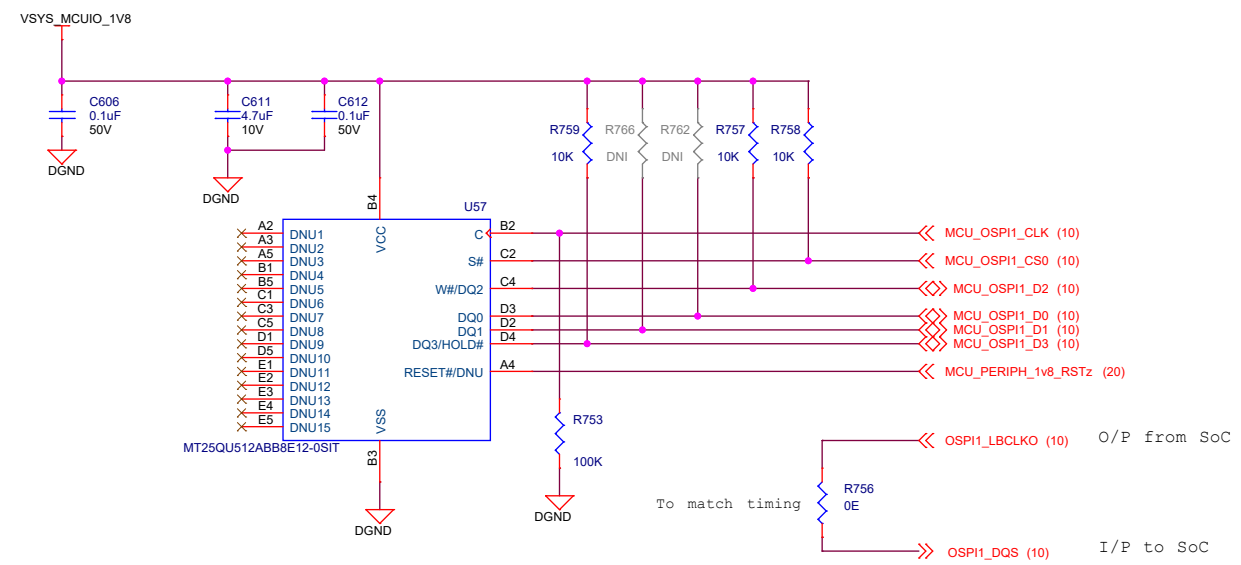 VSYS_MCUIO_1V8
C606
0.1uF
50V
DGND
C611
4.7uF
10V
DGND
C612
0.1uF
50V
R759
10K
R766
DNI
R762
DNI
R757
10K
R758
10K
U57
B4
VCC
A2 DNU1
A3 DNU2
A5 DNU3
B1 DNU4
B5 DNU5
C1 DNU6
C3 DNU7
C5 DNU8
D1 DNU9
D5 DNU10
E1 DNU11
E2 DNU12
E3 DNU13
E4 DNU14
E5 DNU15
C B2 MCU_OSPI1_CLK (10)
S# C2 MCU_OSPI1_CS0 (10)
W#/DQ2 C4 MCU_OSPI1_D2 (10)
DQ0 D3 MCU_OSPI1_D0 (10)
DQ1 D2 MCU_OSPI1_D1 (10)
DQ3/HOLD# D4 MCU_OSPI1_D3 (10)
RESET#/DNU A4 MCU_PERIPH_1v8_RSTz (20)
VSS
B3
MT25QU512ABB8E12-0SIT
DGND
R753
100K
DGND
OSPI1_LBCLKO (10) O/P from SoC
To match timing
R756
0E
OSPI1_DQS (10) I/P to SoC